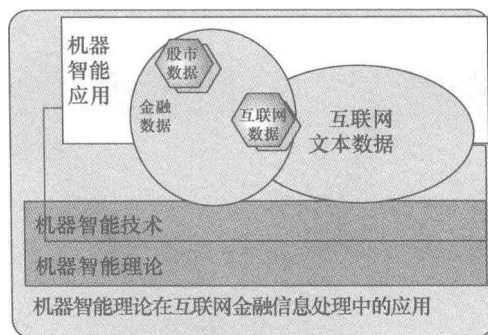 机器
智能
应用
股市
数据
金融
数据
互联网
数据
互联网
文本数据
机器智能技术
机器智能理论
机器智能理论在互联网金融信息处理中的应用